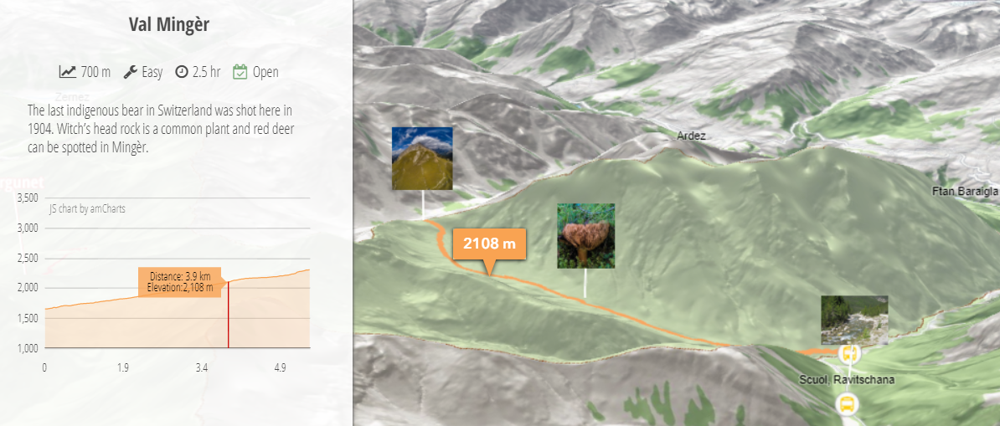 Val Mingèr
700 m
Easy
2.5 hr
Open
Zernez
The last indigenous bear in Switzerland was shot here in
1904. Witch's head rock is a common plant and red deer
can be spotted in Mingèr.
rgunet
3,500
JS chart by amCharts
3,000
2,500
Distance: 3.9 km
Elevation:2,108 m
2,000
1,500
1,000
0
1.9
3.4
4.9
Ardez
Ftan Baraigla
2108 m
Scuol, Ravitschana